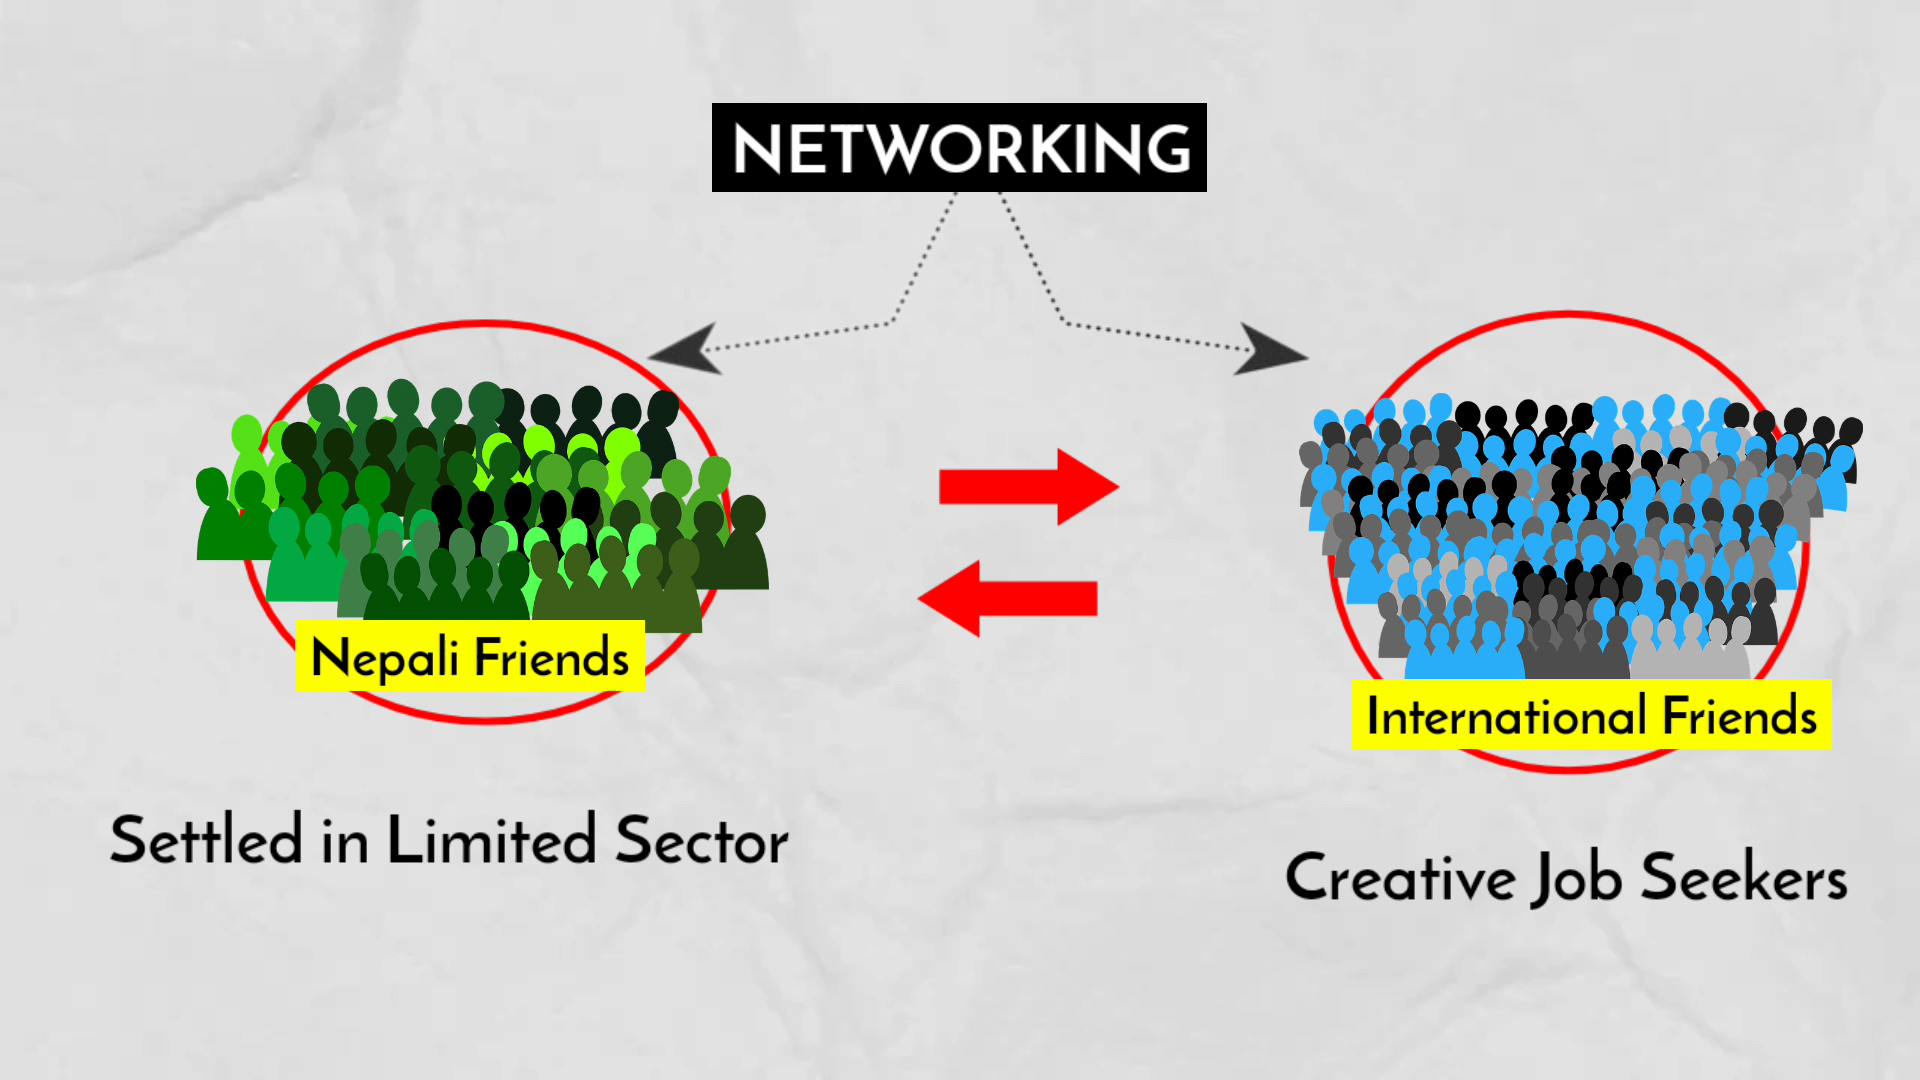 NETWORKING
Nepali Friends
International Friends
Settled in Limited Sector
Creative Job Seekers